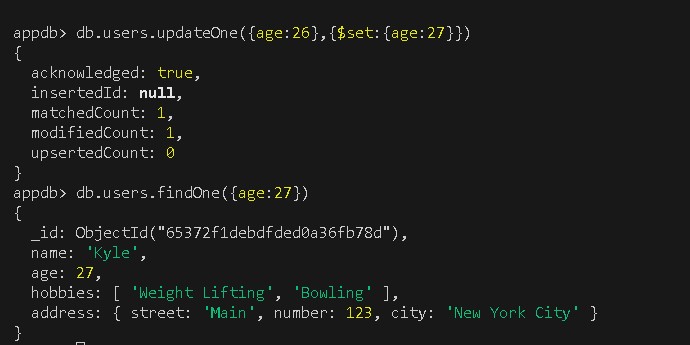 appdb> db.users.updateOne({age:26},{$set:{age:27}})
{
  acknowledged: true,
  insertedId: null,
  matchedCount: 1,
  modifiedCount: 1,
  upsertedCount: 0
}
appdb> db.users.findOne({age:27})
{
  _id: ObjectId("65372f1debdfded0a36fb78d"),
  name: 'Kyle',
  age: 27,
  hobbies: [ 'Weight Lifting', 'Bowling' ],
  address: { street: 'Main', number: 123, city: 'New York City' }
}